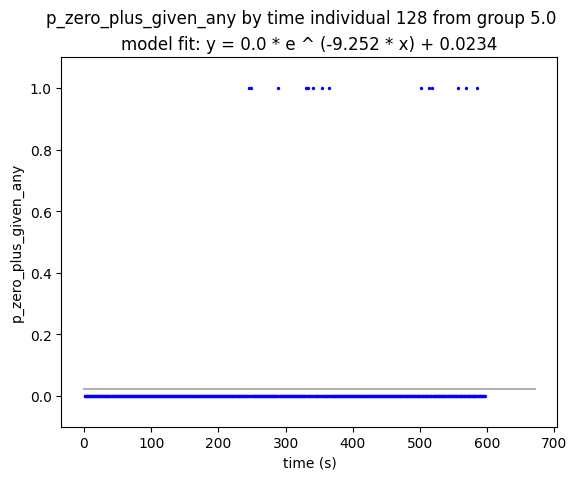 p_zero_plus_given_any by time individual 128 from group 5.0
model fit: y = 0.0 * e ^ (-9.252 * x) + 0.0234
1.0
0.8
0.6
0.4
0.2
0.0
p_zero_plus_given_any
0 100 200 300 400 500 600 700
time (s)